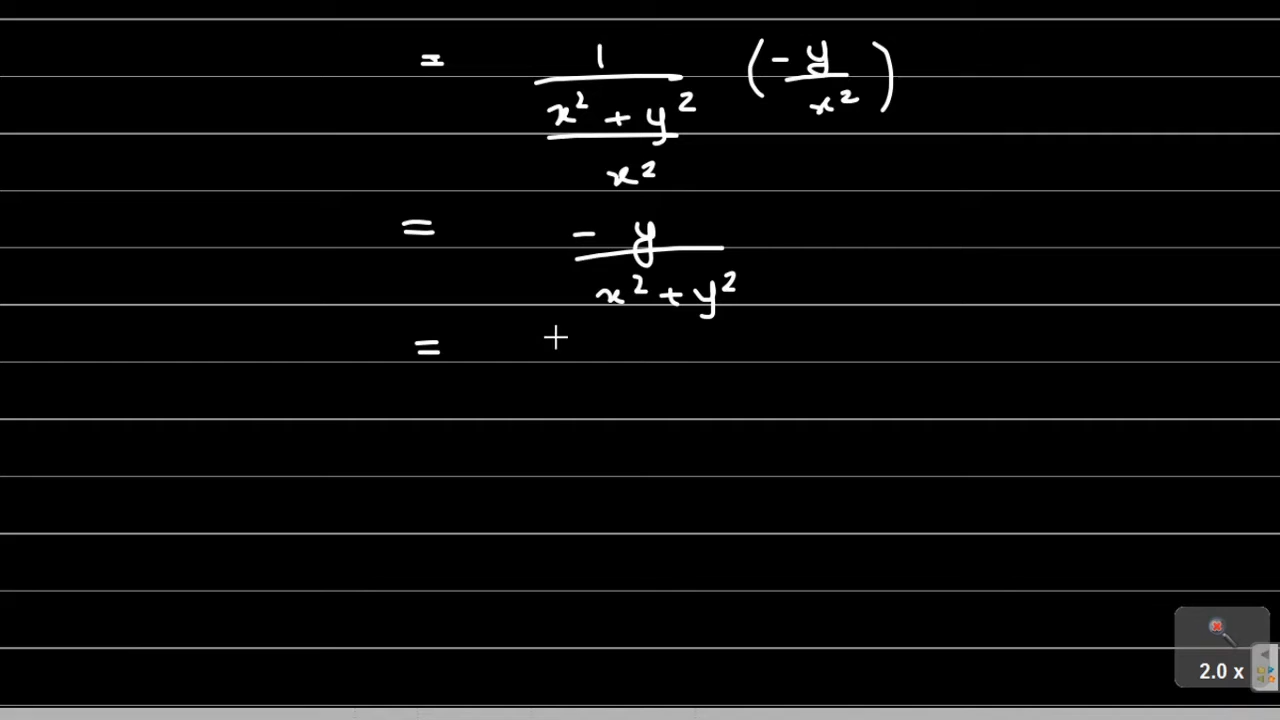 = 1 / ((x² + y²) / x²) (- y / x²)
= - y / (x² + y²)
=
2.0 x